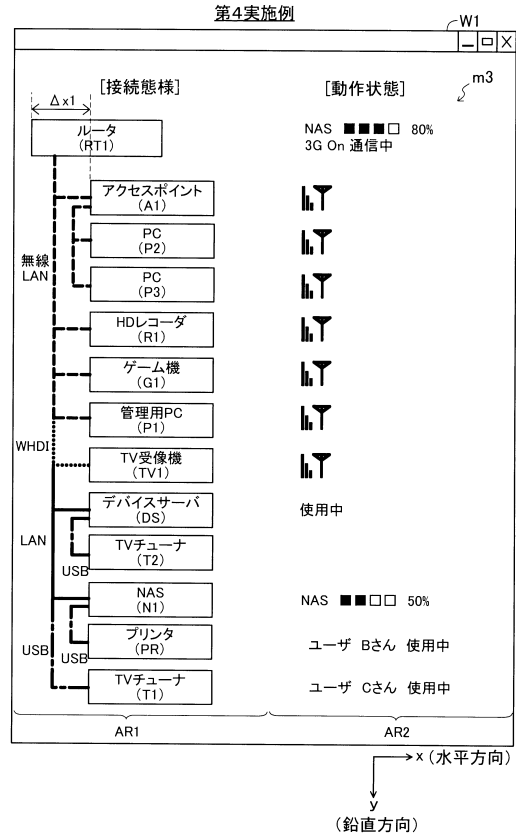 第4実施例
W1
[接続態様]
[動作状態]
m3
Δx1
ルータ
(RT1)
NAS ■■■□ 80%
3G On 通信中
アクセスポイント
(A1)
PC
(P2)
無線
LAN
PC
(P3)
HDレコーダ
(R1)
ゲーム機
(G1)
管理用PC
(P1)
WHDI
TV受像機
(TV1)
デバイスサーバ
(DS)
使用中
LAN
TVチューナ
(T2)
USB
NAS
(N1)
NAS ■■□□ 50%
プリンタ
(PR)
ユーザ Bさん 使用中
USB
USB
TVチューナ
(T1)
ユーザ Cさん 使用中
AR1
AR2
x (水平方向)
y
(鉛直方向)